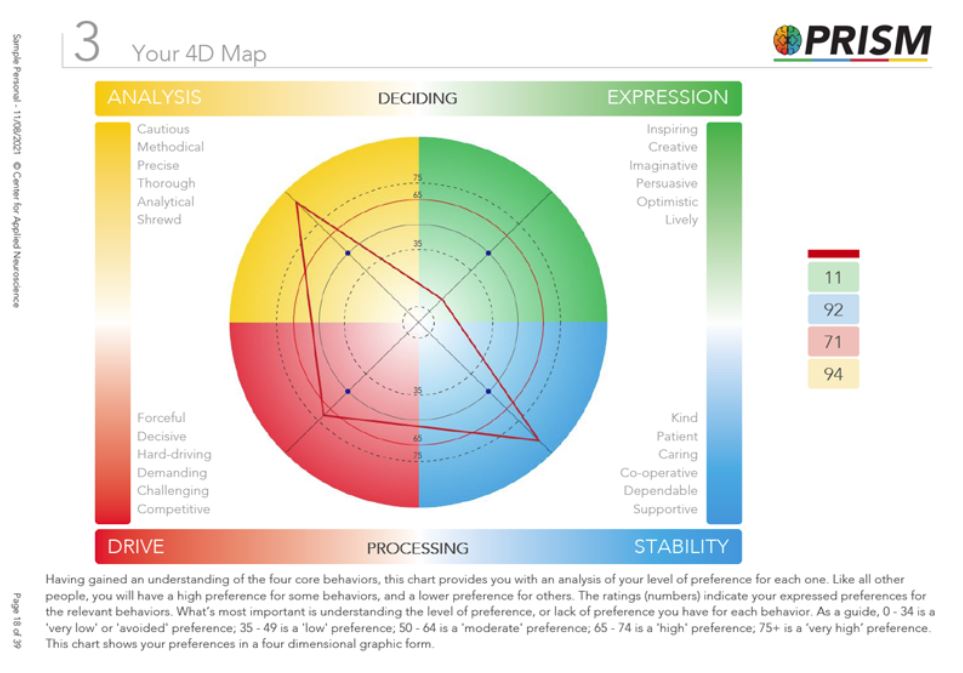 3 Your 4D Map
PRISM
ANALYSIS DECIDING EXPRESSION
Cautious
Methodical
Precise
Thorough
Analytical
Shrewd
Inspiring
Creative
Imaginative
Persuasive
Optimistic
Lively
75
65
35
35
65
75
11
92
71
94
Forceful
Decisive
Hard-driving
Demanding
Challenging
Competitive
Kind
Patient
Caring
Co-operative
Dependable
Supportive
DRIVE PROCESSING STABILITY
Having gained an understanding of the four core behaviors, this chart provides you with an analysis of your level of preference for each one. Like all other
people, you will have a high preference for some behaviors, and a lower preference for others. The ratings (numbers) indicate your expressed preferences for
the relevant behaviors. What's most important is understanding the level of preference, or lack of preference you have for each behavior. As a guide, 0 - 34 is a
'very low' or 'avoided' preference; 35 - 49 is a 'low' preference; 50 - 64 is a 'moderate' preference; 65 - 74 is a 'high' preference; 75+ is a 'very high' preference.
This chart shows your preferences in a four dimensional graphic form.
Sample Personal - 11/08/2021 © Center for Applied Neuroscience
Page 18 of 39